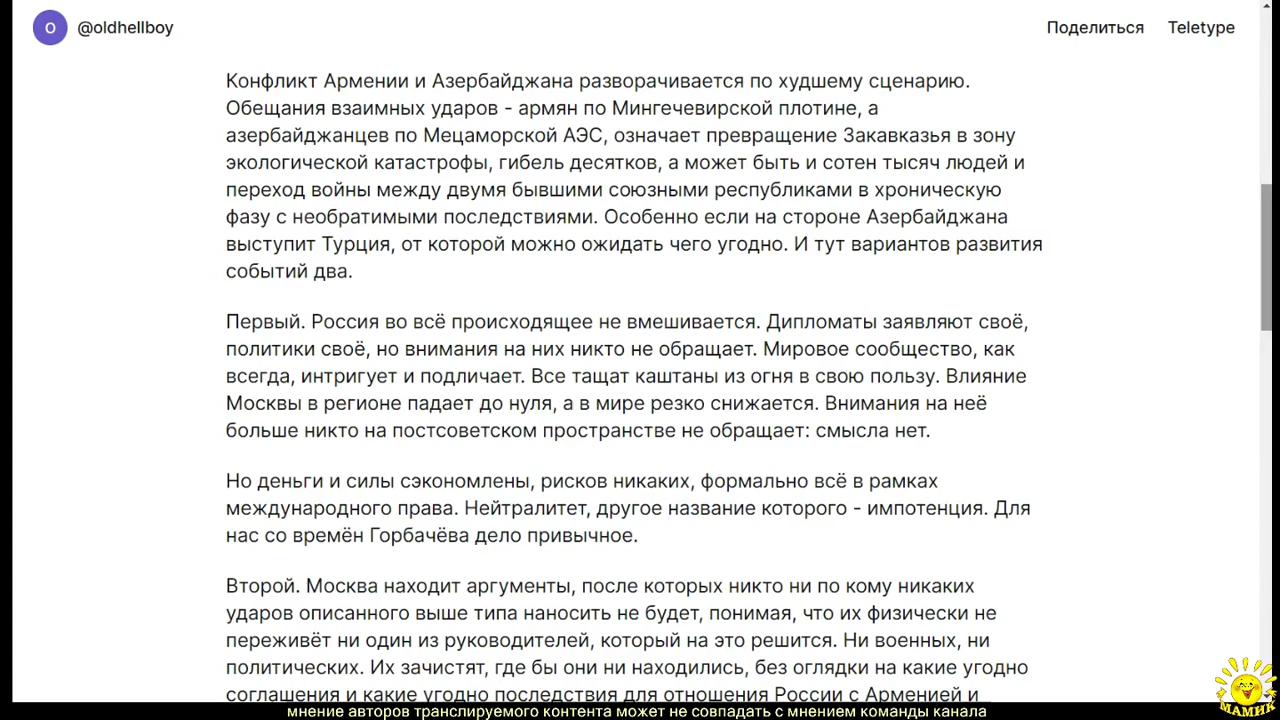 О @oldhellboy Поделиться Teletype
Конфликт Армении и Азербайджана разворачивается по худшему сценарию.
Обещания взаимных ударов - армян по Мингечевирской плотине, а
азербайджанцев по Мецаморской АЭС, означает превращение Закавказья в зону
экологической катастрофы, гибель десятков, а может быть и сотен тысяч людей и
переход войны между двумя бывшими союзными республиками в хроническую
фазу с необратимыми последствиями. Особенно если на стороне Азербайджана
выступит Турция, от которой можно ожидать чего угодно. И тут вариантов развития
событий два.
Первый. Россия во всё происходящее не вмешивается. Дипломаты заявляют своё,
политики своё, но внимания на них никто не обращает. Мировое сообщество, как
всегда, интригует и подличает. Все тащат каштаны из огня в свою пользу. Влияние
Москвы в регионе падает до нуля, а в мире резко снижается. Внимания на неё
больше никто на постсоветском пространстве не обращает: смысла нет.
Но деньги и силы сэкономлены, рисков никаких, формально всё в рамках
международного права. Нейтралитет, другое название которого - импотенция. Для
нас со времён Горбачёва дело привычное.
Второй. Москва находит аргументы, после которых никто ни по кому никаких
ударов описанного выше типа наносить не будет, понимая, что их физически не
переживёт ни один из руководителей, который на это решится. Ни военных, ни
политических. Их зачистят, где бы они ни находились, без оглядки на какие угодно
соглашения и какие угодно последствия для отношения России с Арменией и
мнение авторов транслируемого контента может не совпадать с мнением команды канала
МАМИК